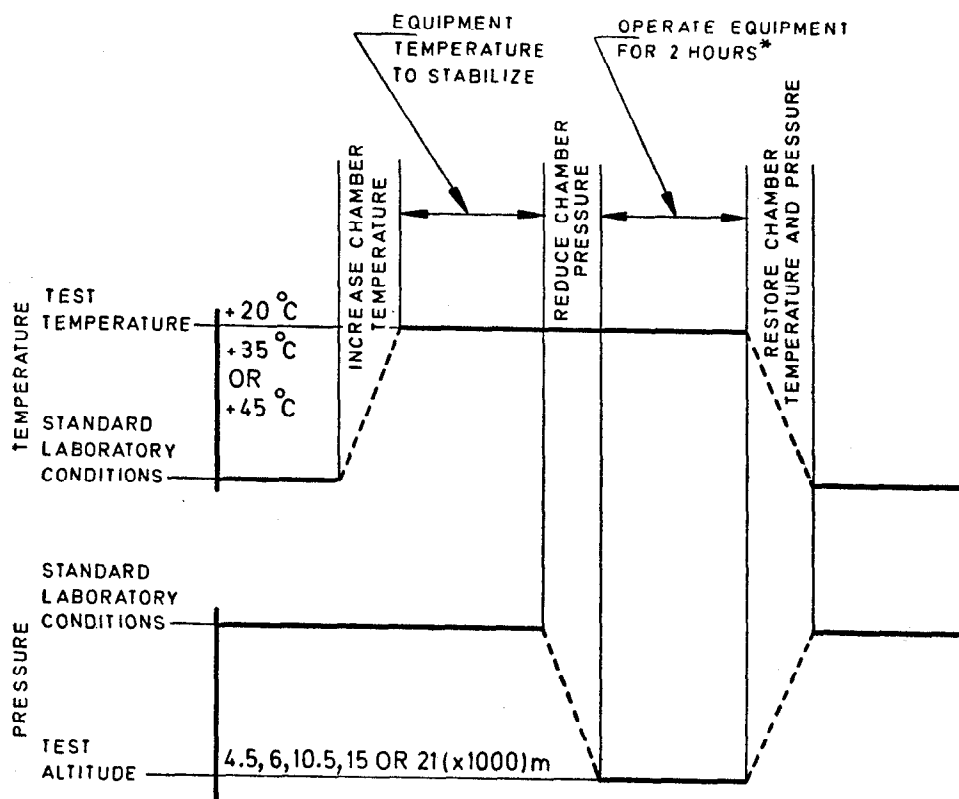 EQUIPMENT
TEMPERATURE
TO STABILIZE
OPERATE EQUIPMENT
FOR 2 HOURS*
INCREASE CHAMBER
TEMPERATURE
REDUCE CHAMBER
PRESSURE
RESTORE CHAMBER
TEMPERATURE AND PRESSURE
TEMPERATURE
TEST
TEMPERATURE
+20 °C
+35 °C
OR
+45 °C
STANDARD
LABORATORY
CONDITIONS
PRESSURE
STANDARD
LABORATORY
CONDITIONS
TEST
ALTITUDE
4.5, 6, 10.5, 15 OR 21 (x1000) m